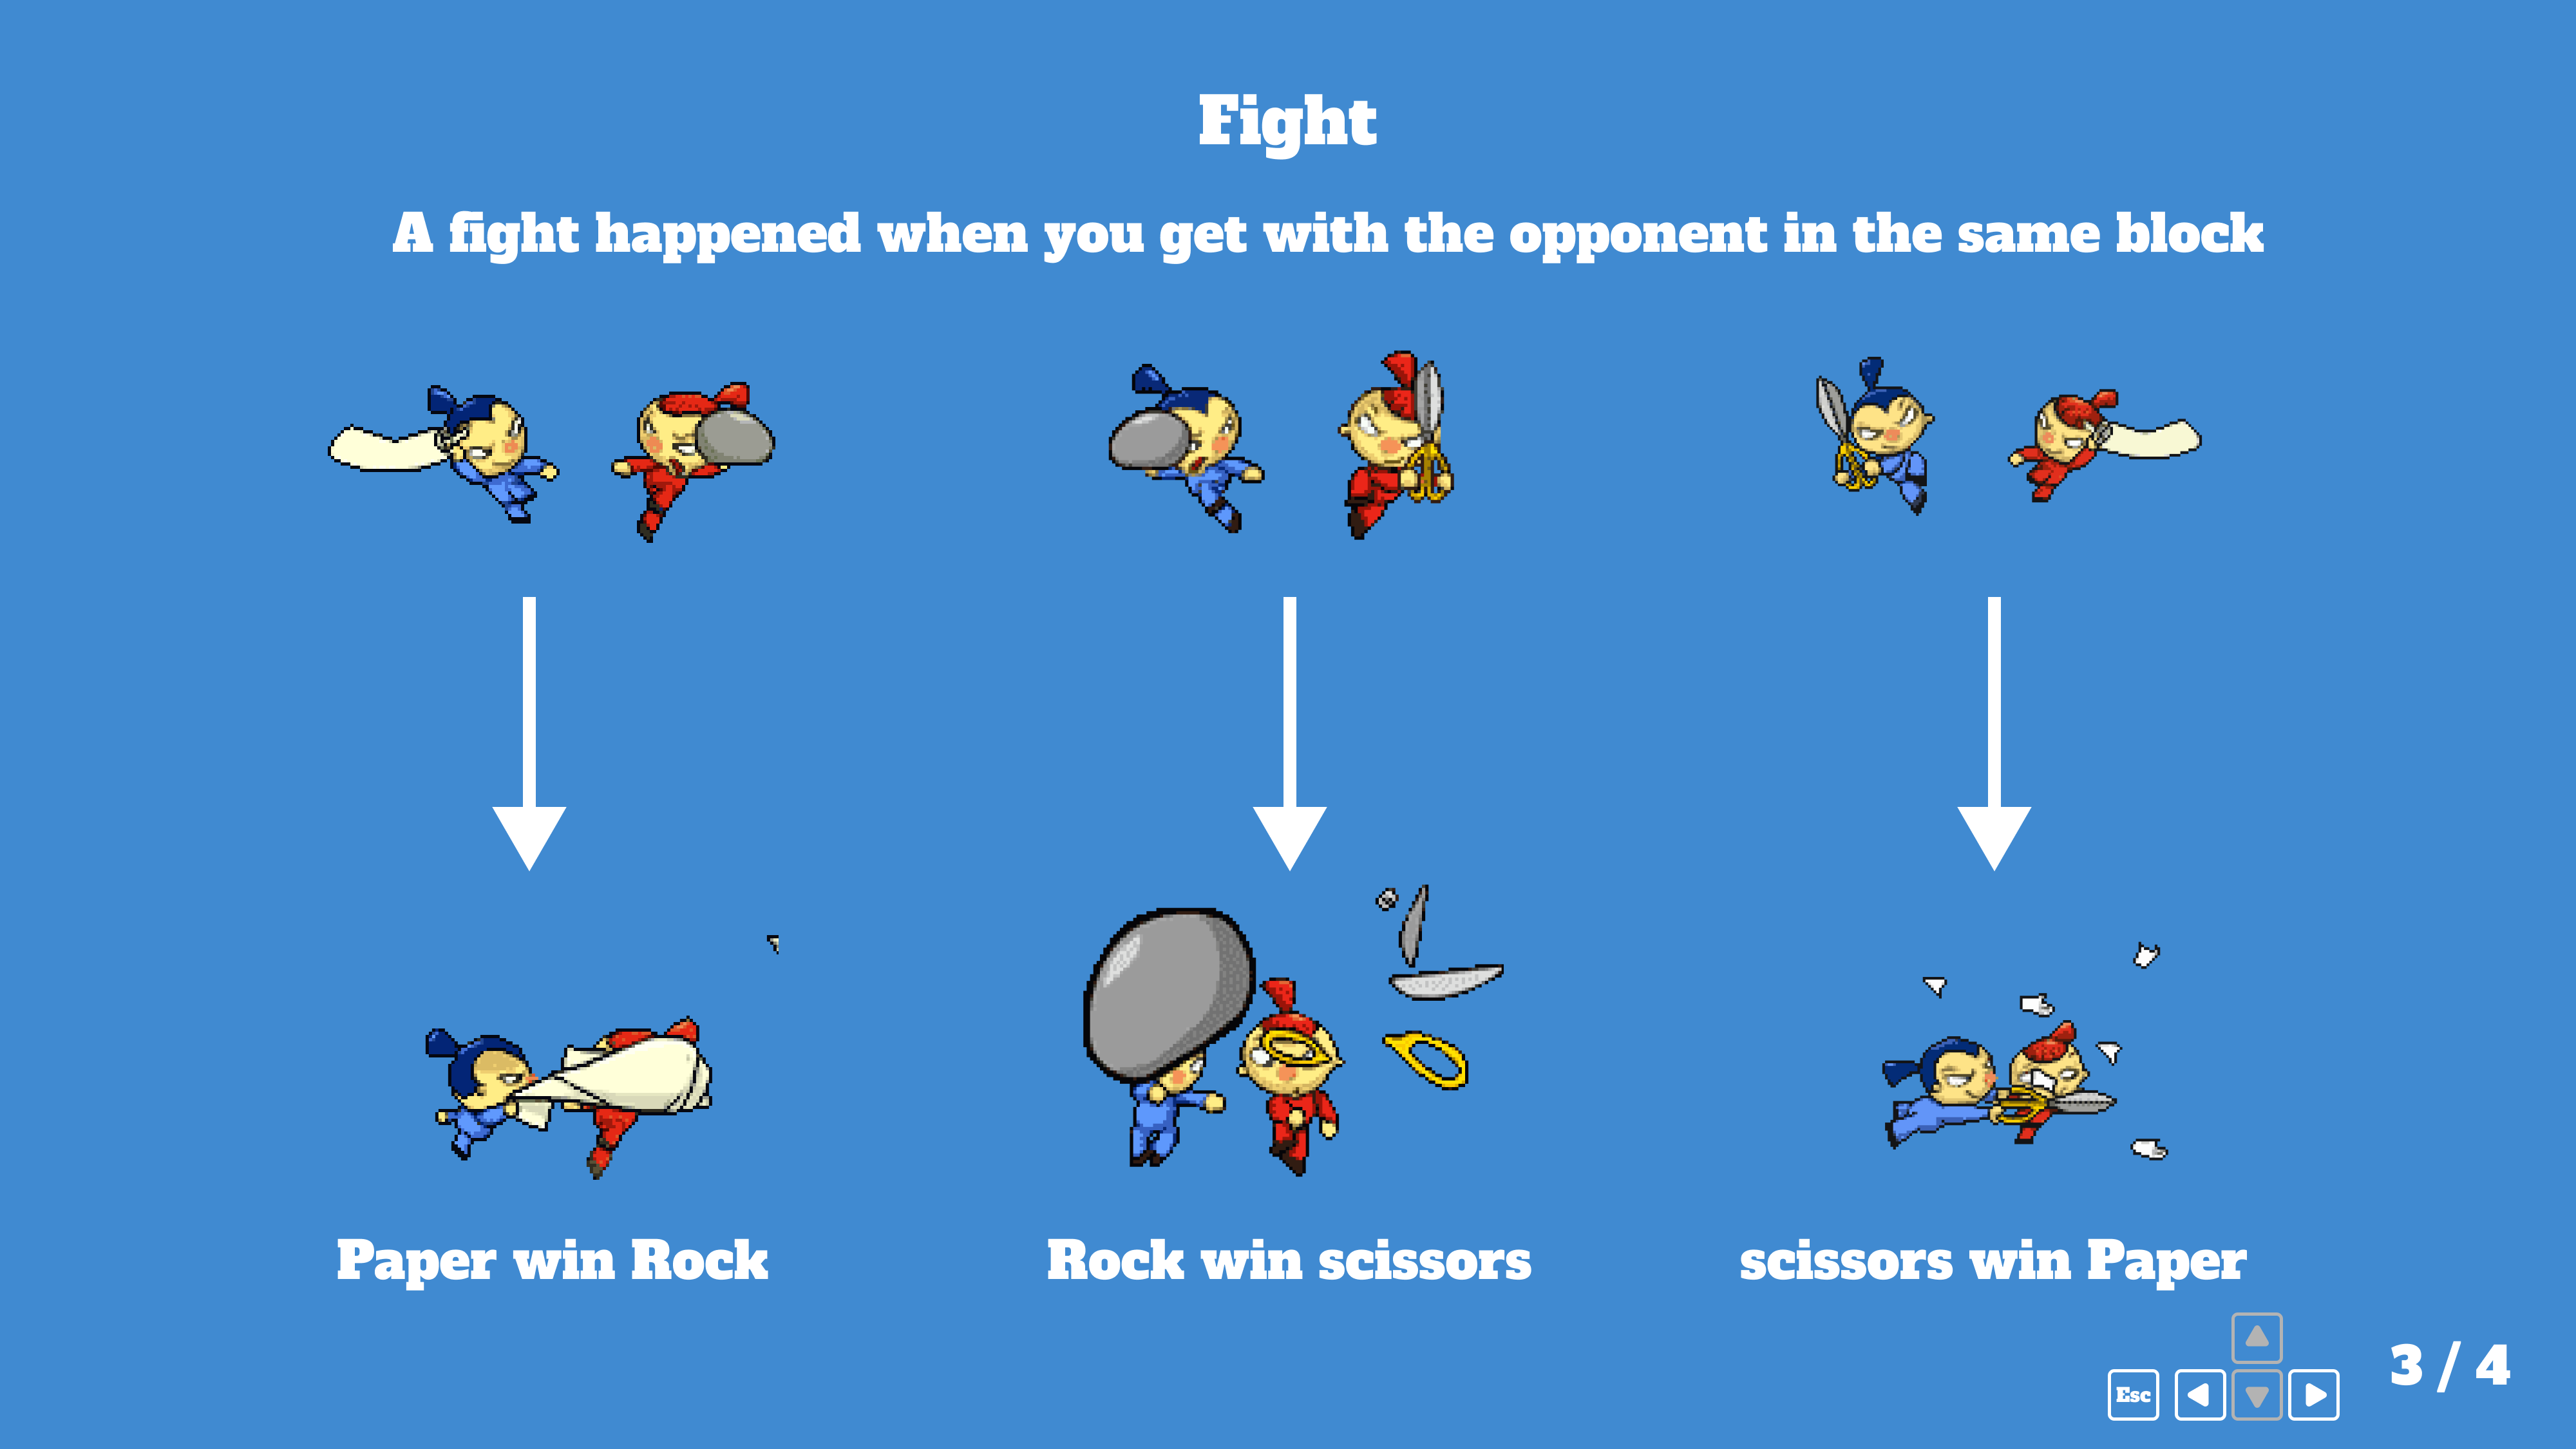 Fight
A fight happened when you get with the opponent in the same block
Paper win Rock
Rock win scissors
scissors win Paper
Esc
3 / 4